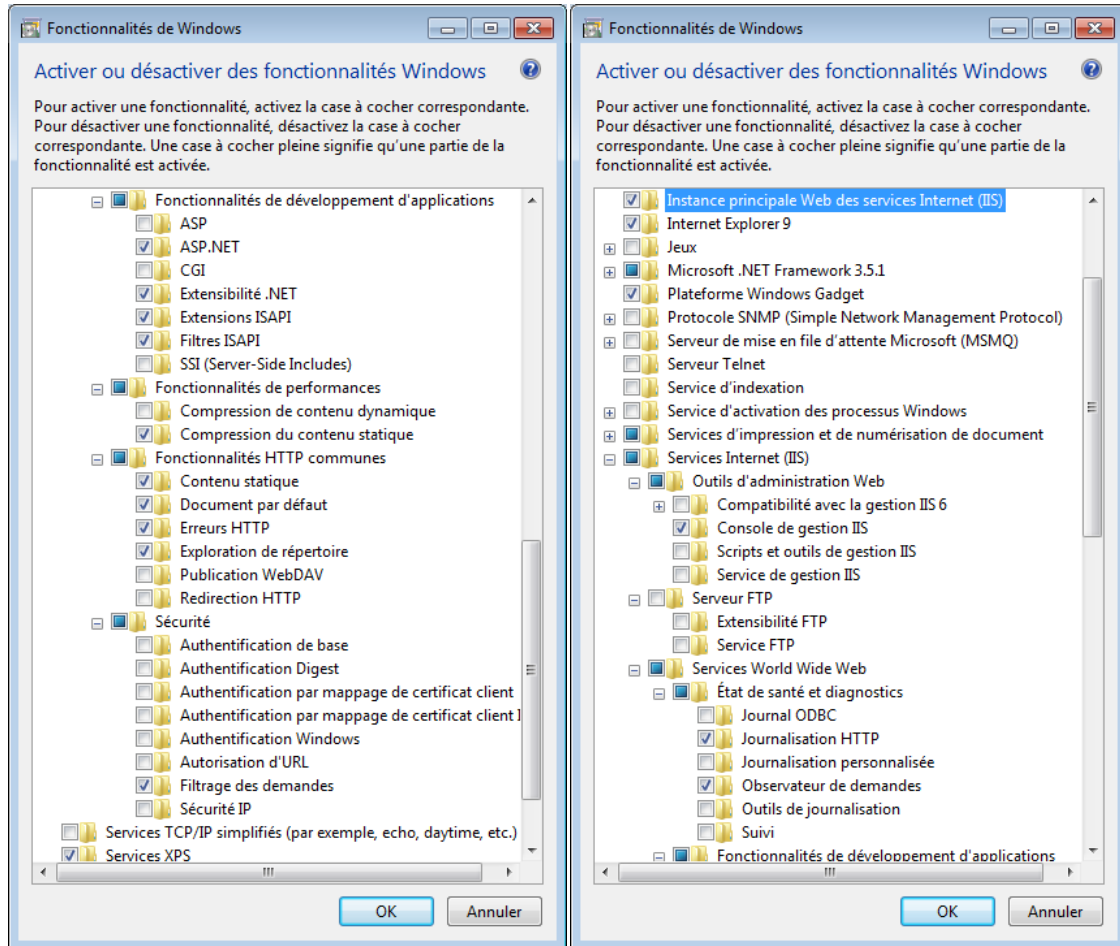 Fonctionnalités de Windows
Activer ou désactiver des fonctionnalités Windows
Pour activer une fonctionnalité, activez la case à cocher correspondante.
Pour désactiver une fonctionnalité, désactivez la case à cocher
correspondante. Une case à cocher pleine signifie qu'une partie de la
fonctionnalité est activée.
Fonctionnalités de développement d'applications
ASP
ASP.NET
CGI
Extensibilité .NET
Extensions ISAPI
Filtres ISAPI
SSI (Server-Side Includes)
Fonctionnalités de performances
Compression de contenu dynamique
Compression du contenu statique
Fonctionnalités HTTP communes
Contenu statique
Document par défaut
Erreurs HTTP
Exploration de répertoire
Publication WebDAV
Redirection HTTP
Sécurité
Authentification de base
Authentification Digest
Authentification par mappage de certificat client
Authentification par mappage de certificat client I
Authentification Windows
Autorisation d'URL
Filtrage des demandes
Sécurité IP
Services TCP/IP simplifiés (par exemple, echo, daytime, etc.)
Services XPS
OK
Annuler
Fonctionnalités de Windows
Activer ou désactiver des fonctionnalités Windows
Pour activer une fonctionnalité, activez la case à cocher correspondante.
Pour désactiver une fonctionnalité, désactivez la case à cocher
correspondante. Une case à cocher pleine signifie qu'une partie de la
fonctionnalité est activée.
Instance principale Web des services Internet (IIS)
Internet Explorer 9
Jeux
Microsoft .NET Framework 3.5.1
Plateforme Windows Gadget
Protocole SNMP (Simple Network Management Protocol)
Serveur de mise en file d'attente Microsoft (MSMQ)
Serveur Telnet
Service d'indexation
Service d'activation des processus Windows
Services d'impression et de numérisation de document
Services Internet (IIS)
Outils d'administration Web
Compatibilité avec la gestion IIS 6
Console de gestion IIS
Scripts et outils de gestion IIS
Service de gestion IIS
Serveur FTP
Extensibilité FTP
Service FTP
Services World Wide Web
État de santé et diagnostics
Journal ODBC
Journalisation HTTP
Journalisation personnalisée
Observateur de demandes
Outils de journalisation
Suivi
Fonctionnalités de développement d'applications
OK
Annuler